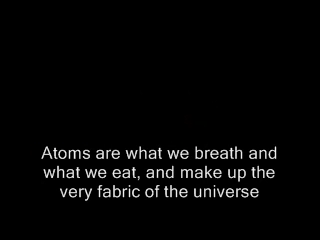 Atoms are what we breath and
what we eat, and make up the
very fabric of the universe